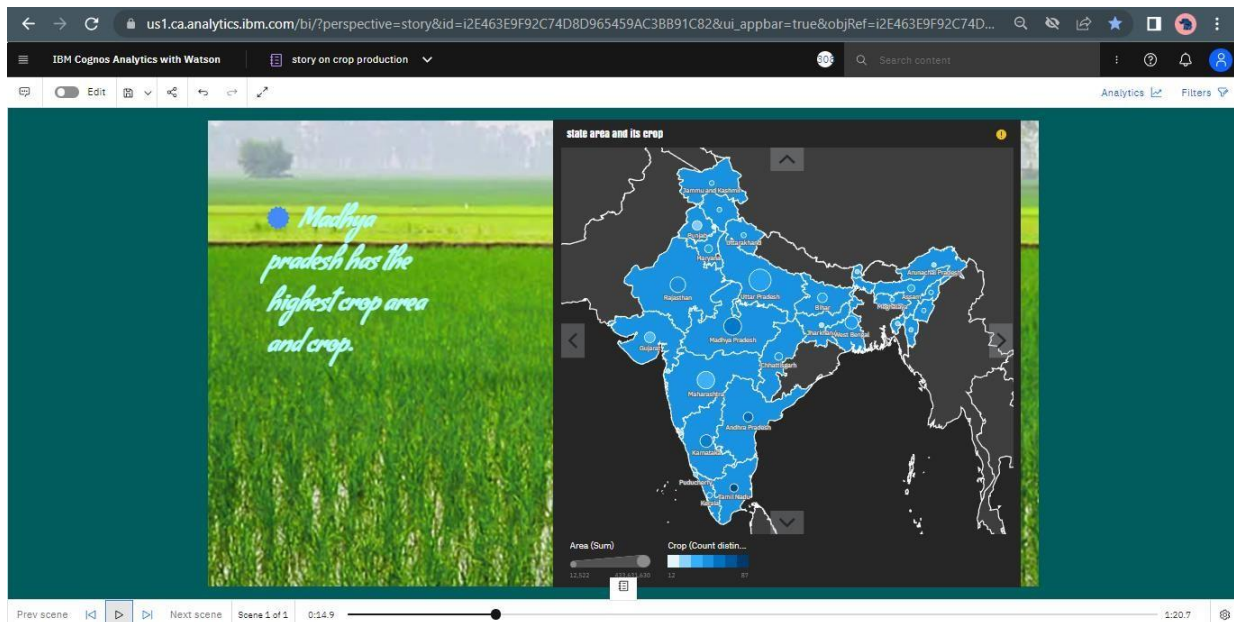 us1.ca.analytics.ibm.com/bi/?perspective=story&id=i2E463E9F92C74D8D965459AC3BB91C82&ui_appbar=true&objRef=i2E463E9F92C74D...
IBM Cognos Analytics with Watson
story on crop production
Search content
Edit
Analytics
Filters
Madhya
pradesh has the
highest crop area
and crop.
state area and its crop
Jammu and Kashmir
Punjab
Uttarakhand
Haryana
Arunachal Pradesh
Rajasthan
Uttar Pradesh
Bihar
Assam
Meghalaya
Gujarat
Madhya Pradesh
Jharkhand
West Bengal
Chhattisgarh
Maharashtra
Andhra Pradesh
Karnataka
Puducherry
Tamil Nadu
Kerala
Area (Sum)
Crop (Count distin...
12,522
12
87
Prev scene
Next scene
Scene 1 of 1
0:14.9
1:20.7